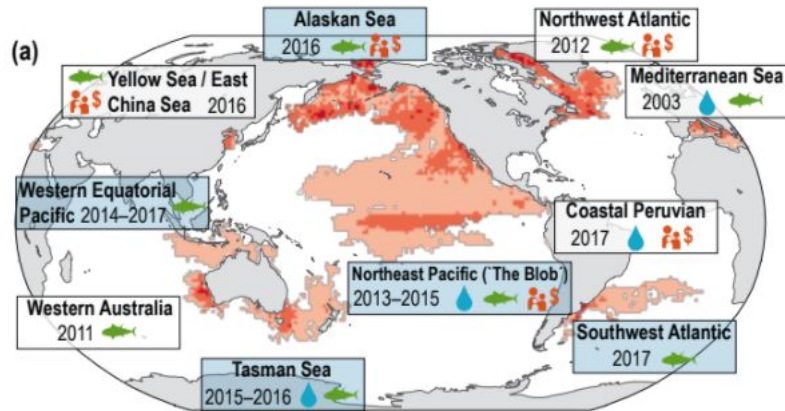 (a)
Alaskan Sea
2016 $
Northwest Atlantic
2012 $
Yellow Sea / East
$ China Sea 2016
Mediterranean Sea
2003
Western Equatorial
Pacific 2014–2017
Coastal Peruvian
2017 $
Northeast Pacific (`The Blob´)
2013–2015 $
Western Australia
2011
Southwest Atlantic
2017
Tasman Sea
2015–2016